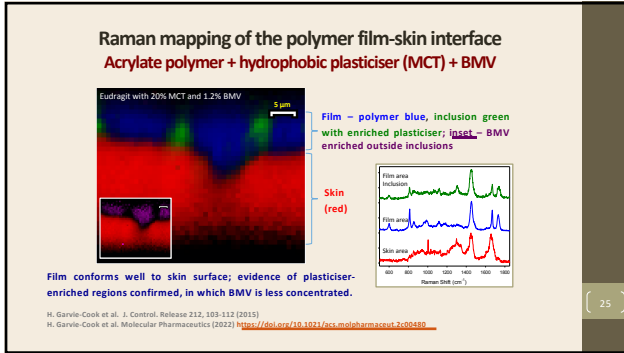 Raman mapping of the polymer film-skin interface
Acrylate polymer + hydrophobic plasticiser (MCT) + BMV
Eudragit with 20% MCT and 1.2% BMV
5 µm
Film – polymer blue, inclusion green
with enriched plasticiser; inset – BMV
enriched outside inclusions
Skin
(red)
Film area
Inclusion
Film area
Skin area
600 800 1000 1200 1400 1600 1800
Raman Shift (cm⁻¹)
Film conforms well to skin surface; evidence of plasticiser-
enriched regions confirmed, in which BMV is less concentrated.
H. Garvie-Cook et al. J. Control. Release 212, 103-112 (2015)
H. Garvie-Cook et al. Molecular Pharmaceutics (2022) https://doi.org/10.1021/acs.molpharmaceut.2c00480
25